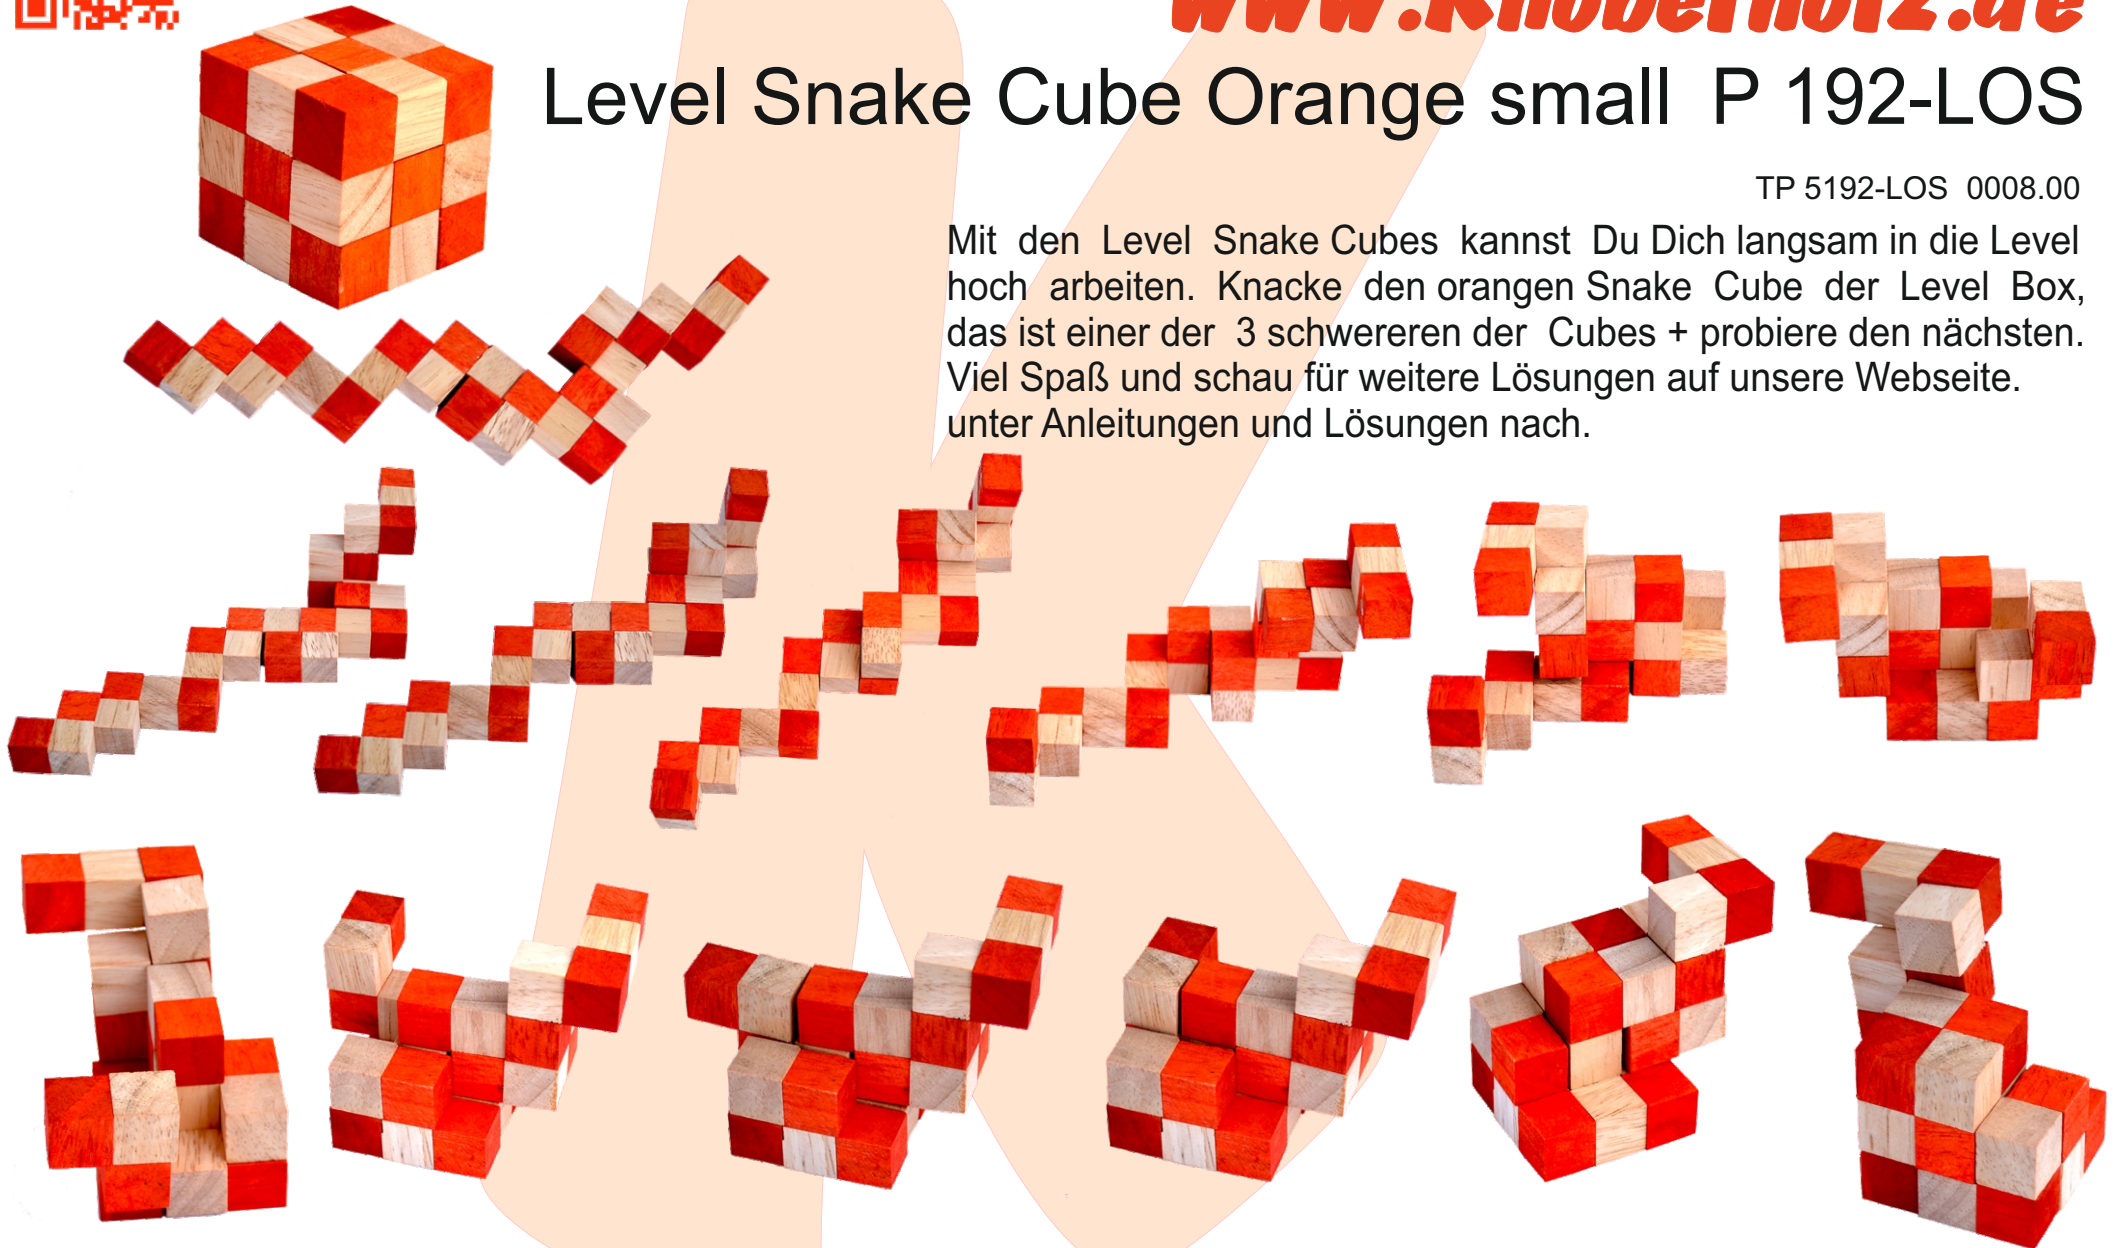 www.Knobelholz.de
Level Snake Cube Orange small P 192-LOS
TP 5192-LOS 0008.00
Mit den Level Snake Cubes kannst Du Dich langsam in die Level
hoch arbeiten. Knacke den orangen Snake Cube der Level Box,
das ist einer der 3 schwereren der Cubes + probiere den nächsten.
Viel Spaß und schau für weitere Lösungen auf unsere Webseite.
unter Anleitungen und Lösungen nach.